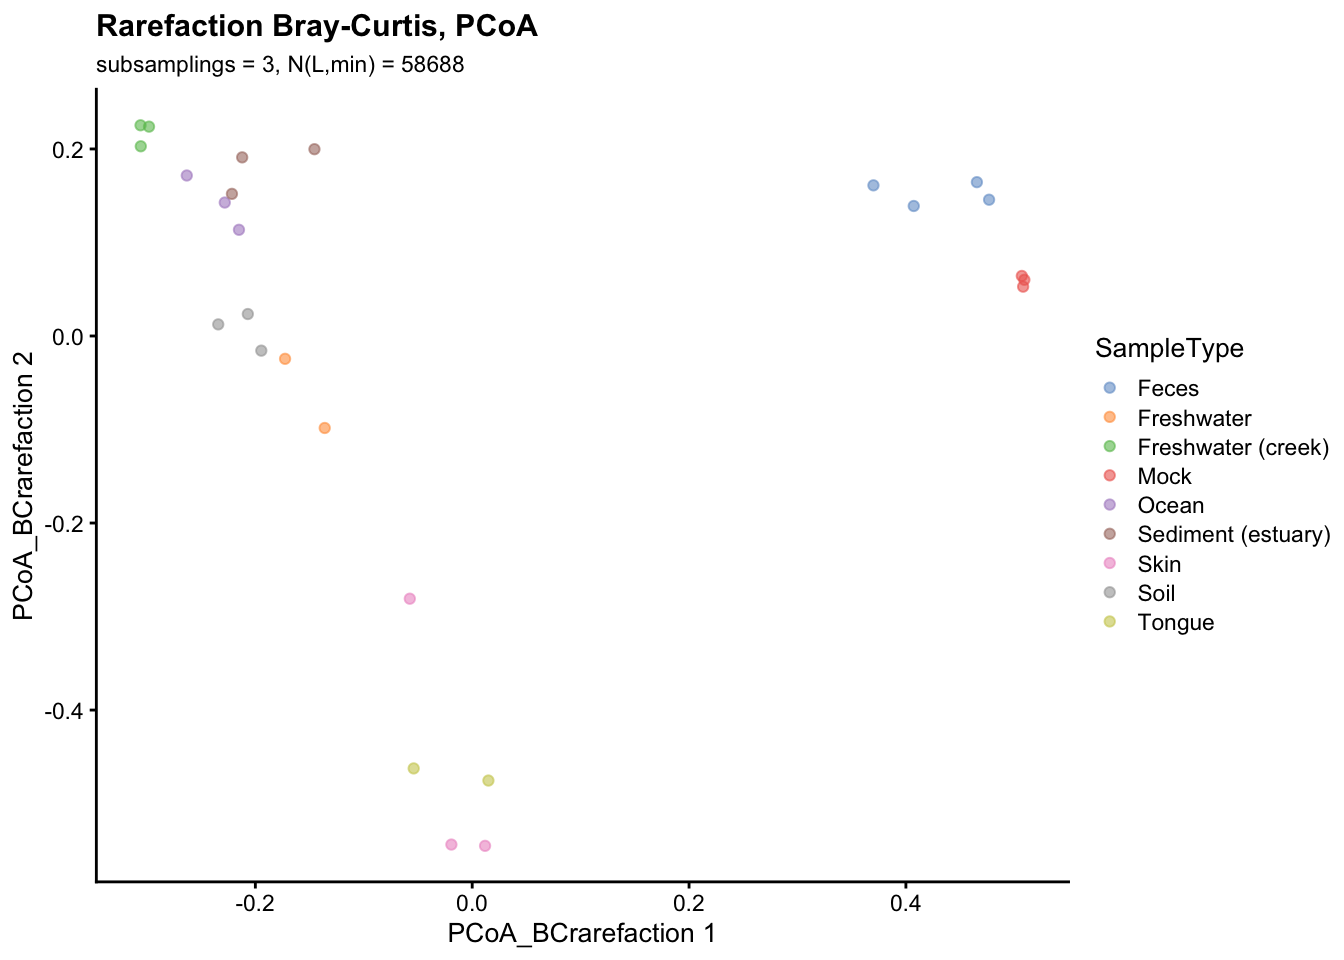 Rarefaction Bray-Curtis, PCoA
subsamplings = 3, N(L,min) = 58688
0.2
0.0
-0.2
-0.4
PCoA_BCrarefaction 2
-0.2
0.0
0.2
0.4
PCoA_BCrarefaction 1
SampleType
Feces
Freshwater
Freshwater (creek)
Mock
Ocean
Sediment (estuary)
Skin
Soil
Tongue